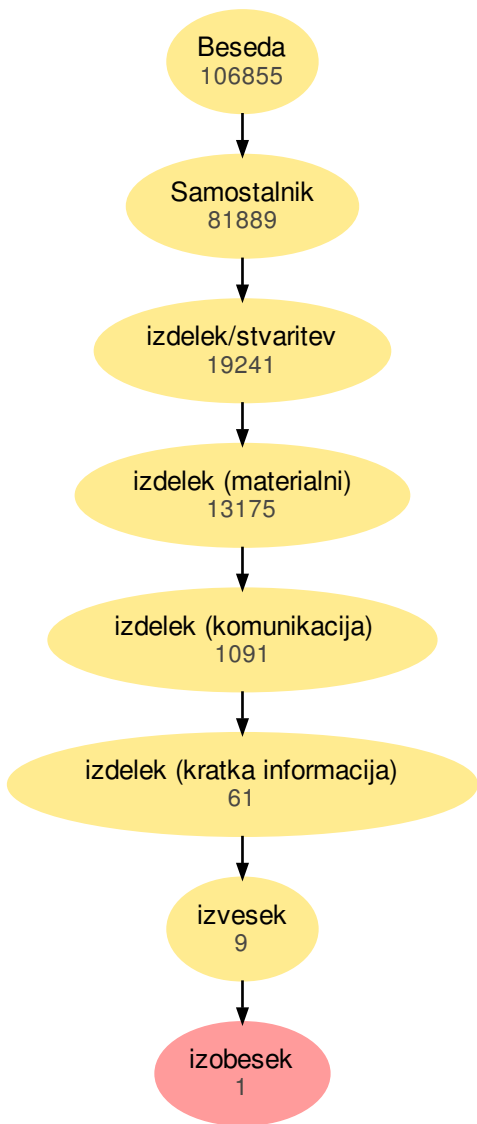 Beseda
106855
Samostalnik
81889
izdelek/stvaritev
19241
izdelek (materialni)
13175
izdelek (komunikacija)
1091
izdelek (kratka informacija)
61
izvesek
9
izobesek
1